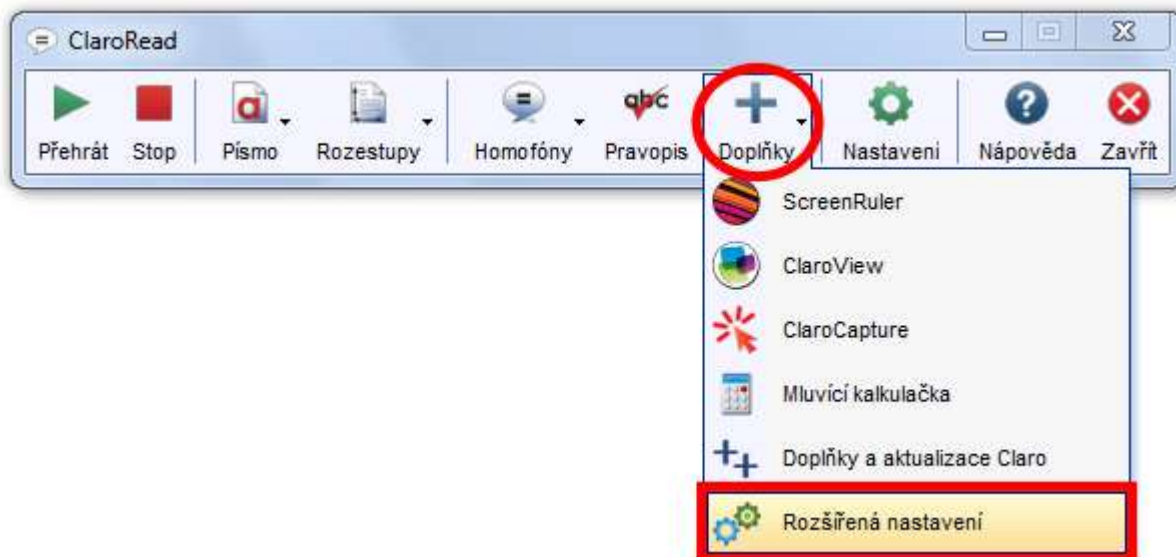 ClaroRead
abc
Přehrát Stop Písmo Rozestupy Homofóny Pravopis Doplňky Nastaveni Nápověda Zavřít
ScreenRuler
ClaroView
ClaroCapture
Mluvící kalkulačka
Doplňky a aktualizace Claro
Rozšířená nastavení